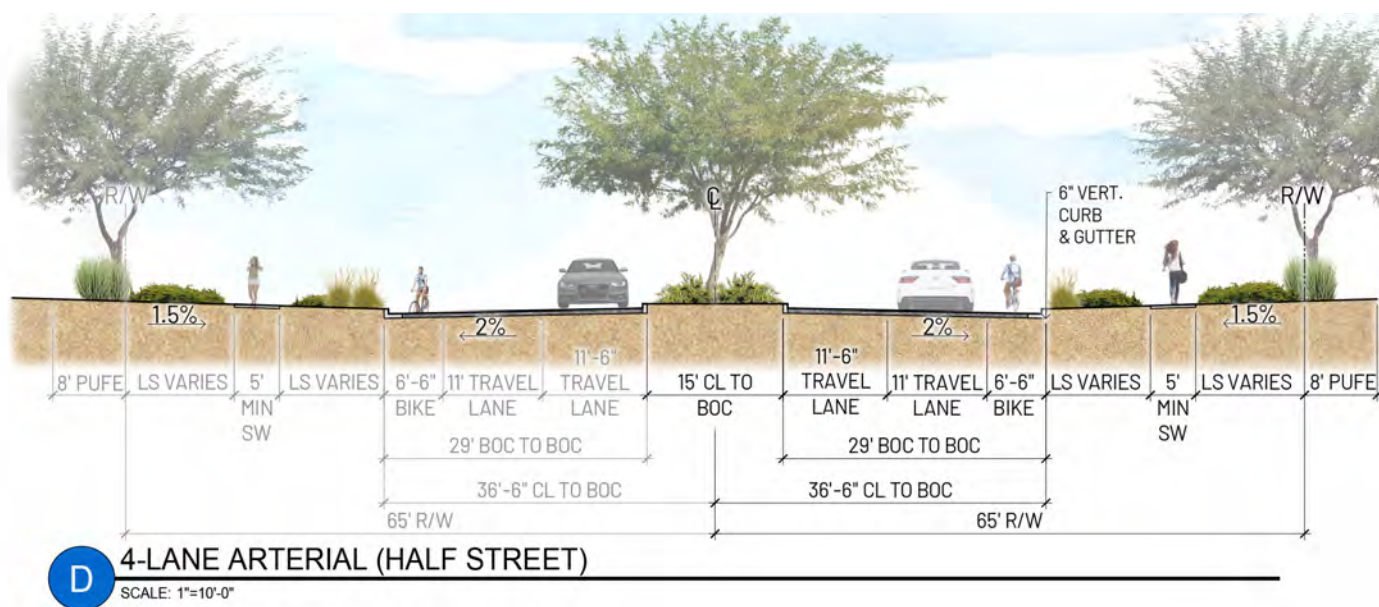 R/W
℄
6" VERT.
CURB
& GUTTER
R/W
1.5%
2%
2%
1.5%
8' PUFE
LS VARIES
5'
MIN
SW
LS VARIES
6'-6"
BIKE
11' TRAVEL
LANE
11'-6"
TRAVEL
LANE
15' CL TO
BOC
11'-6"
TRAVEL
LANE
11' TRAVEL
LANE
6'-6"
BIKE
LS VARIES
5'
MIN
SW
LS VARIES
8' PUFE
29' BOC TO BOC
29' BOC TO BOC
36'-6" CL TO BOC
36'-6" CL TO BOC
65' R/W
65' R/W
D
4-LANE ARTERIAL (HALF STREET)
SCALE: 1"=10'-0"